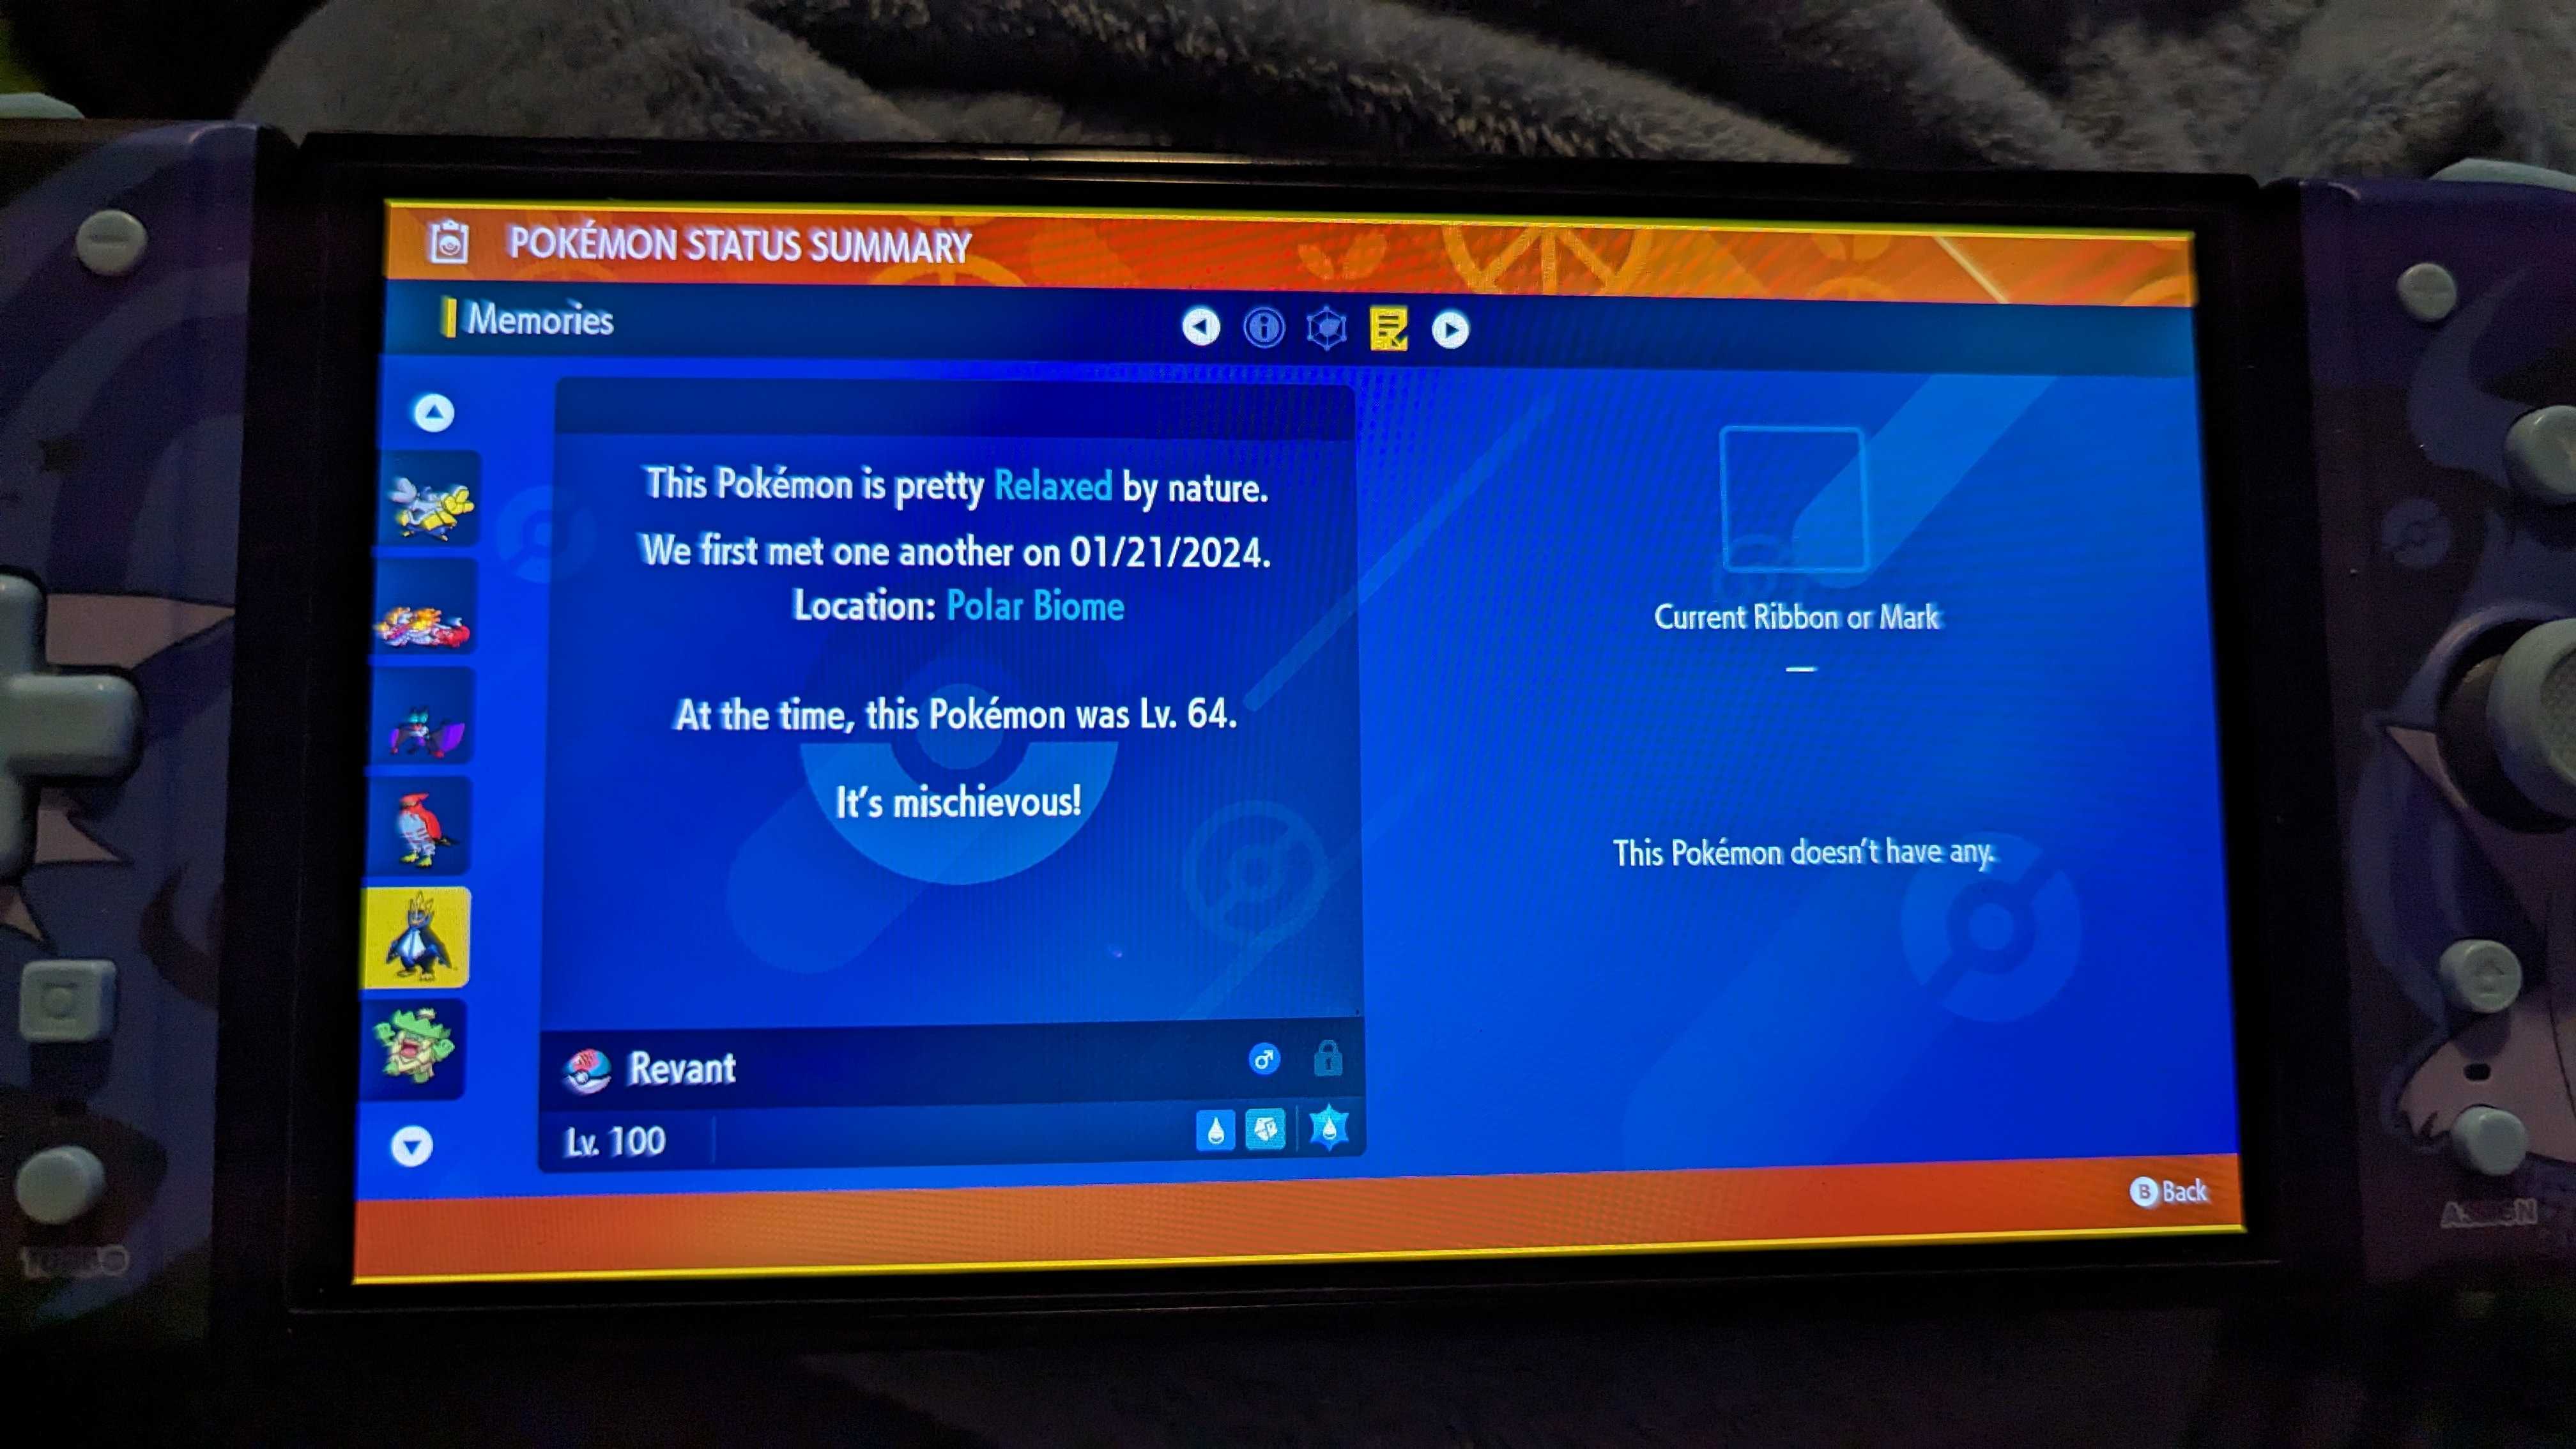 POKÉMON STATUS SUMMARY
Memories
This Pokémon is pretty Relaxed by nature.
We first met one another on 01/21/2024.
Location: Polar Biome
At the time, this Pokémon was Lv. 64.
It's mischievous!
Current Ribbon or Mark
—
This Pokémon doesn't have any.
Revant
Lv. 100
B Back